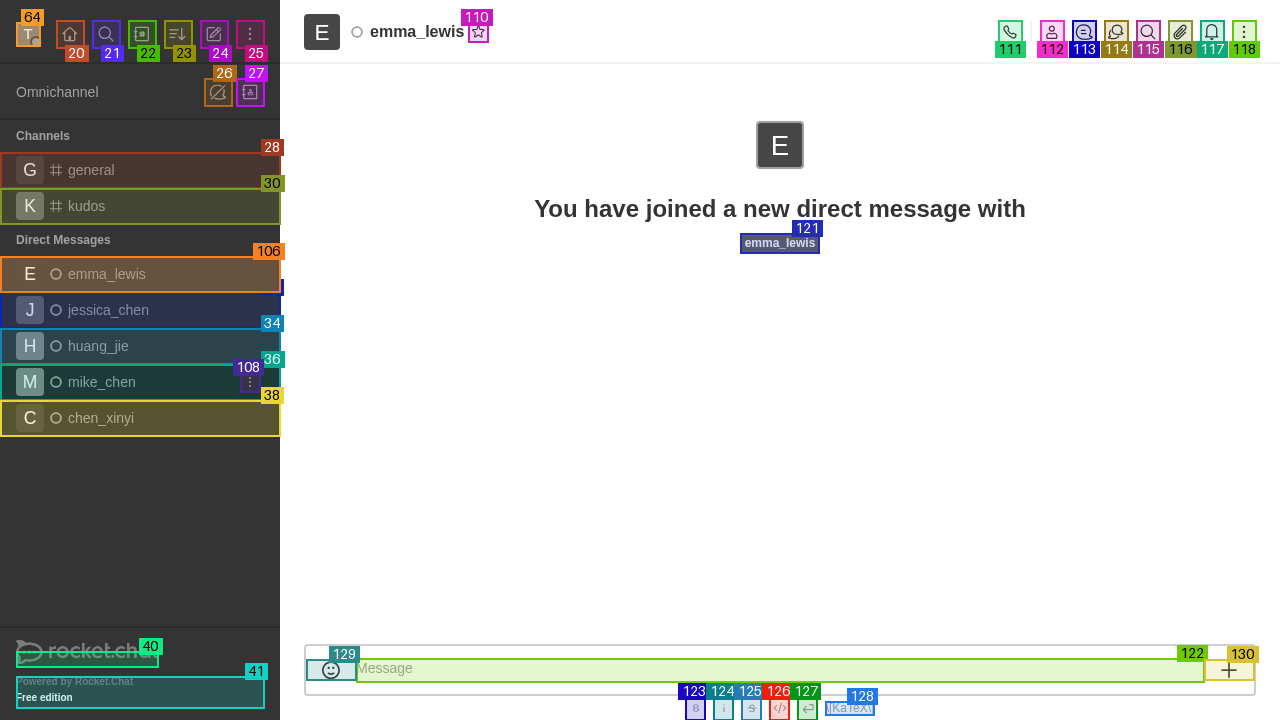 64
T
20
21
22
23
24
25
E
emma_lewis
110
111
112
113
114
115
116
117
118
Omnichannel
26
27
Channels
28
G general
30
K kudos
Direct Messages
106
E emma_lewis
J jessica_chen
34
H huang_jie
36
M mike_chen
108
38
C chen_xinyi
E
You have joined a new direct message with
121
emma_lewis
rocket.chat
40
41
Powered by Rocket.Chat
Free edition
129
Message
122
130
123
124
125
126
127
128
B
i
S
</>
\(KaTeX\)